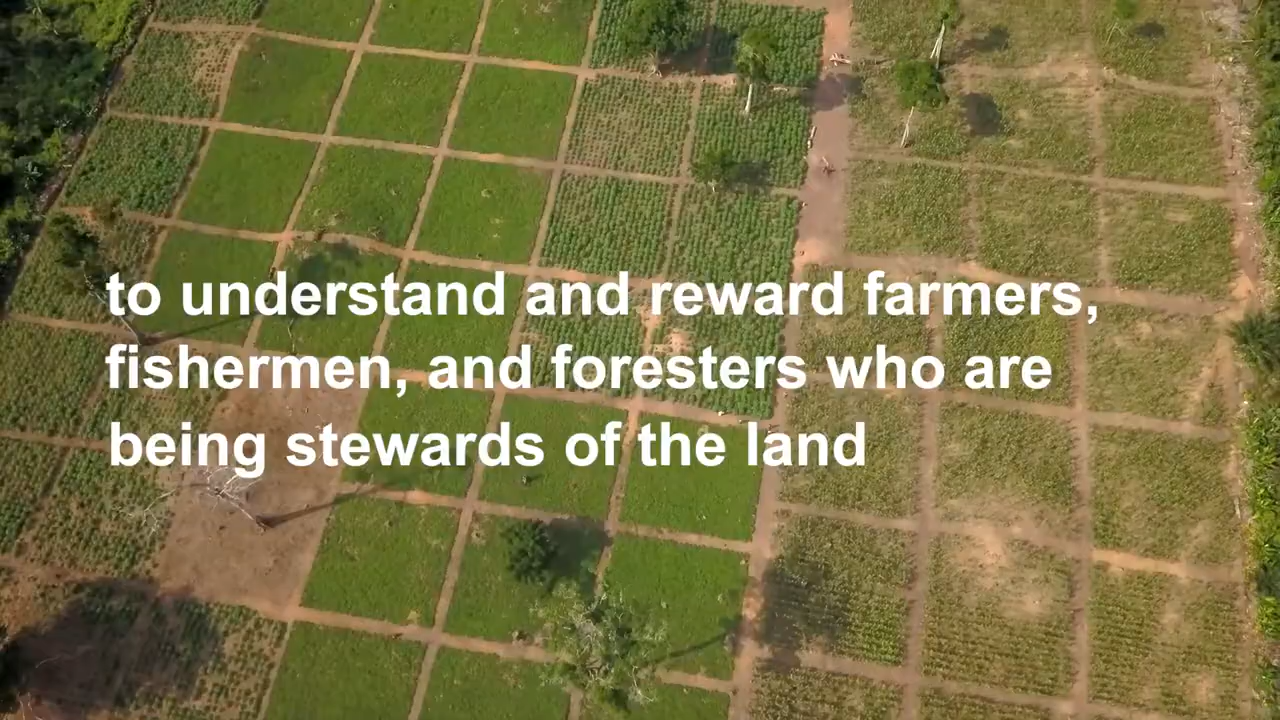 to understand and reward farmers,
fishermen, and foresters who are
being stewards of the land